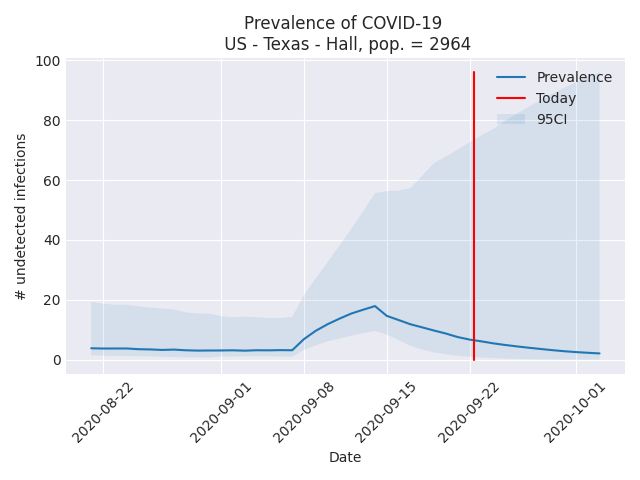 Prevalence of COVID-19
US - Texas - Hall, pop. = 2964
100
80
60
40
20
0
# undetected infections
Prevalence
Today
95CI
2020-08-22
2020-09-01
2020-09-08
2020-09-15
2020-09-22
2020-10-01
Date